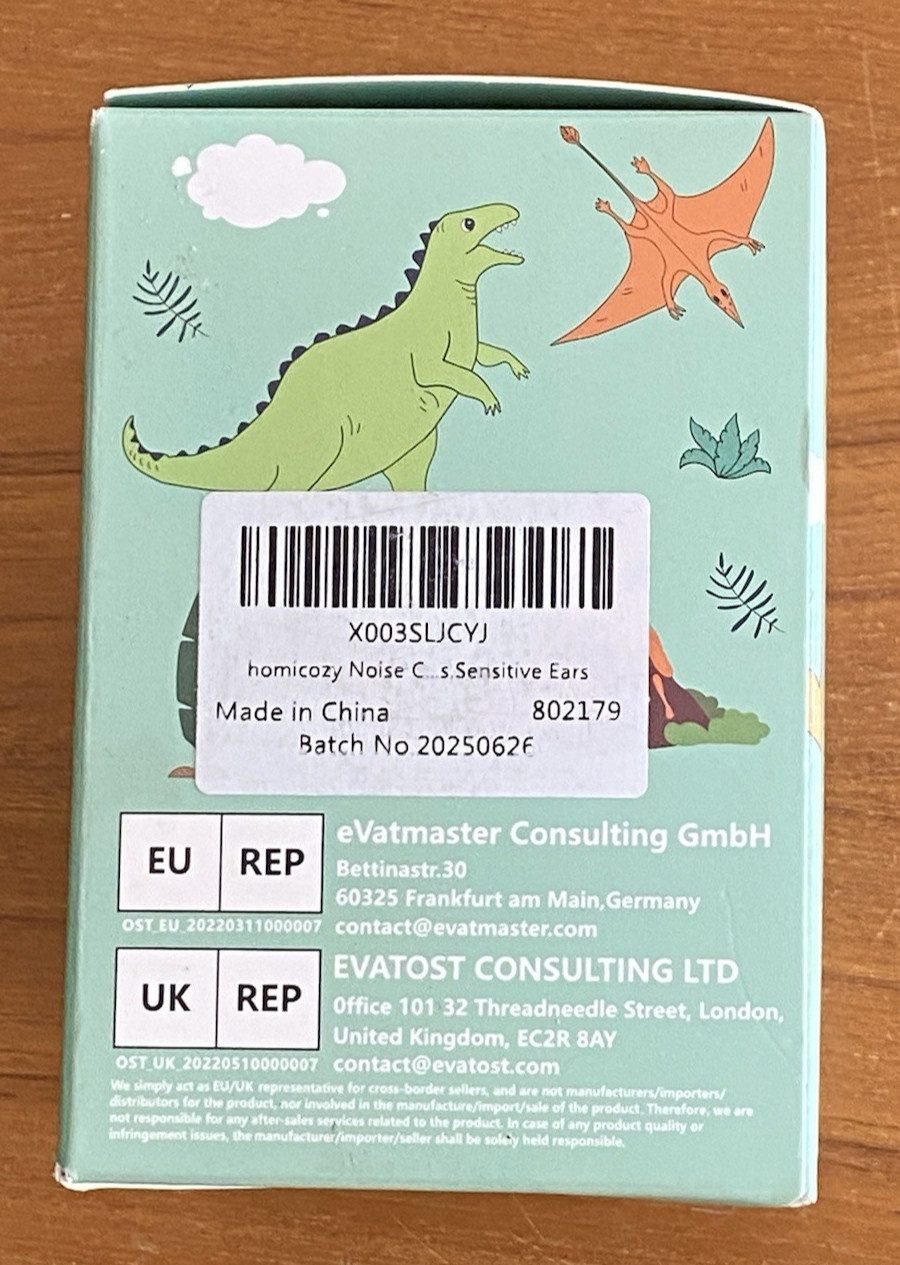 X003SLJCYJ
homicozy Noise C...s,Sensitive Ears
Made in China 802179
Batch No.20250626
EU REP
eVatmaster Consulting GmbH
Bettinastr.30
60325 Frankfurt am Main,Germany
OST_EU_20220311000007 contact@evatmaster.com
UK REP
EVATOST CONSULTING LTD
Office 101 32 Threadneedle Street, London,
United Kingdom, EC2R 8AY
OST_UK_20220510000007 contact@evatost.com
We simply act as EU/UK representative for cross-border sellers, and are not manufacturers/importers/
distributors for the product, nor involved in the manufacture/import/sale of the product. Therefore, we are
not responsible for any after-sales services related to the product. In case of any product quality or
infringement issues, the manufacturer/importer/seller shall be solely held responsible.